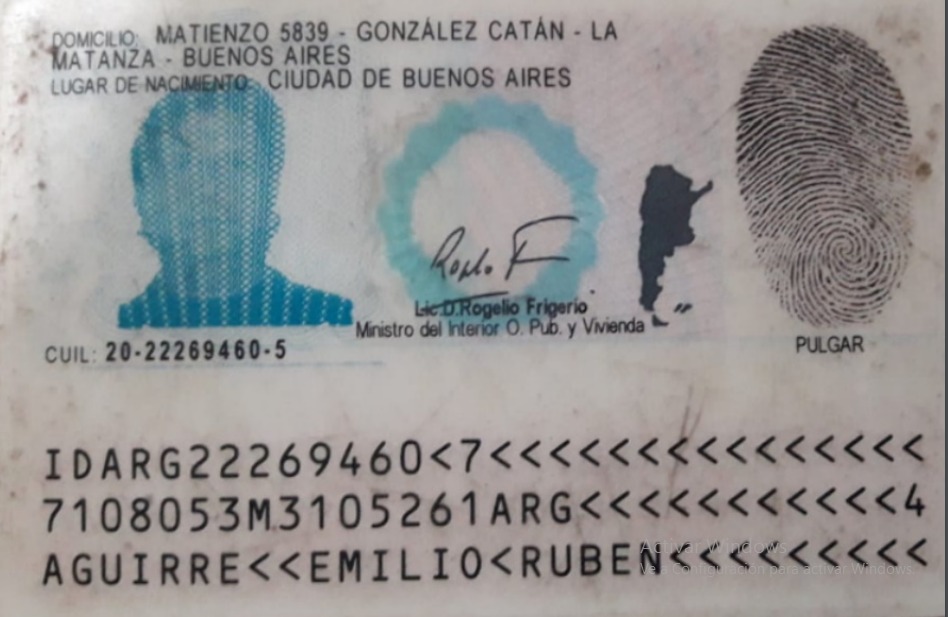 DOMICILIO: MATIENZO 5839 - GONZÁLEZ CATÁN - LA
MATANZA - BUENOS AIRES
LUGAR DE NACIMIENTO: CIUDAD DE BUENOS AIRES
Lic.D.Rogelio Frigerio
Ministro del Interior O. Pub. y Vivienda
CUIL: 20-22269460-5
PULGAR
IDARG22269460<7<<<<<<<<<<<<<<<
7108053M3105261ARG<<<<<<<<<<<4
AGUIRRE<<EMILIO<RUBEN<<<<<<<<<
Activar Windows
Ve a Configuración para activar Windows.